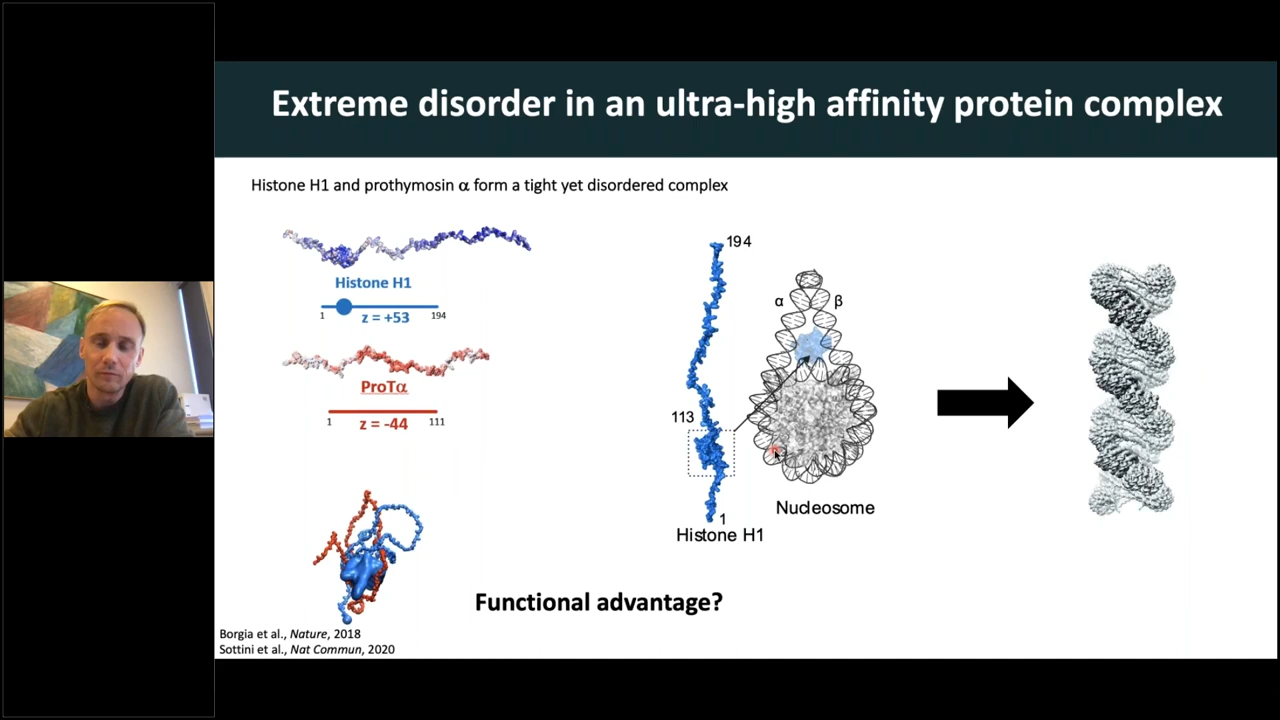 Extreme disorder in an ultra-high affinity protein complex
Histone H1 and prothymosin α form a tight yet disordered complex
Histone H1
1
z = +53
194
ProTα
1
z = -44
111
194
113
1
Histone H1
α
β
Nucleosome
Functional advantage?
Borgia et al., Nature, 2018
Sottini et al., Nat Commun, 2020